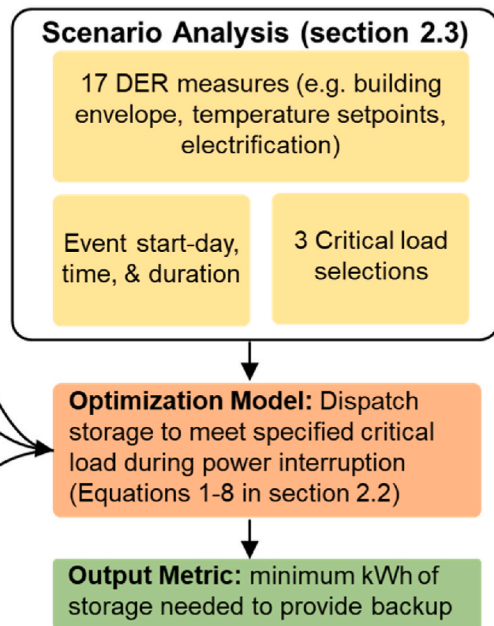 Scenario Analysis (section 2.3)
17 DER measures (e.g. building
envelope, temperature setpoints,
electrification)
Event start-day,
time, & duration
3 Critical load
selections
Optimization Model: Dispatch
storage to meet specified critical
load during power interruption
(Equations 1-8 in section 2.2)
Output Metric: minimum kWh of
storage needed to provide backup